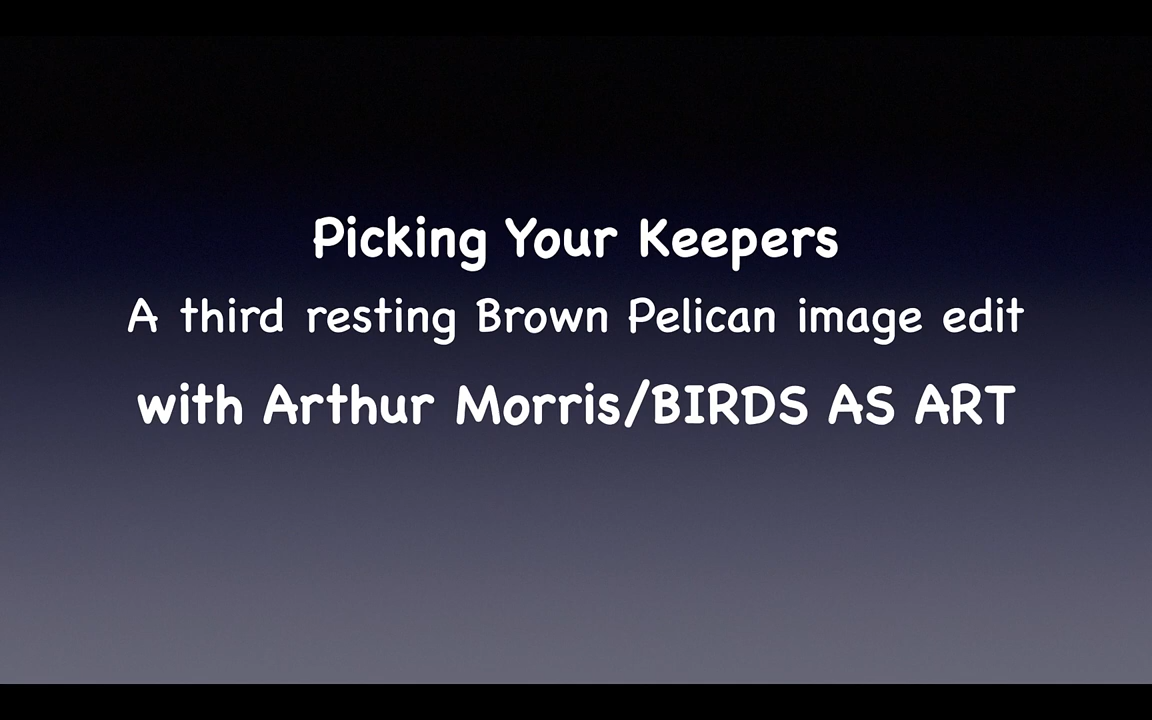 Picking Your Keepers
A third resting Brown Pelican image edit
with Arthur Morris/BIRDS AS ART